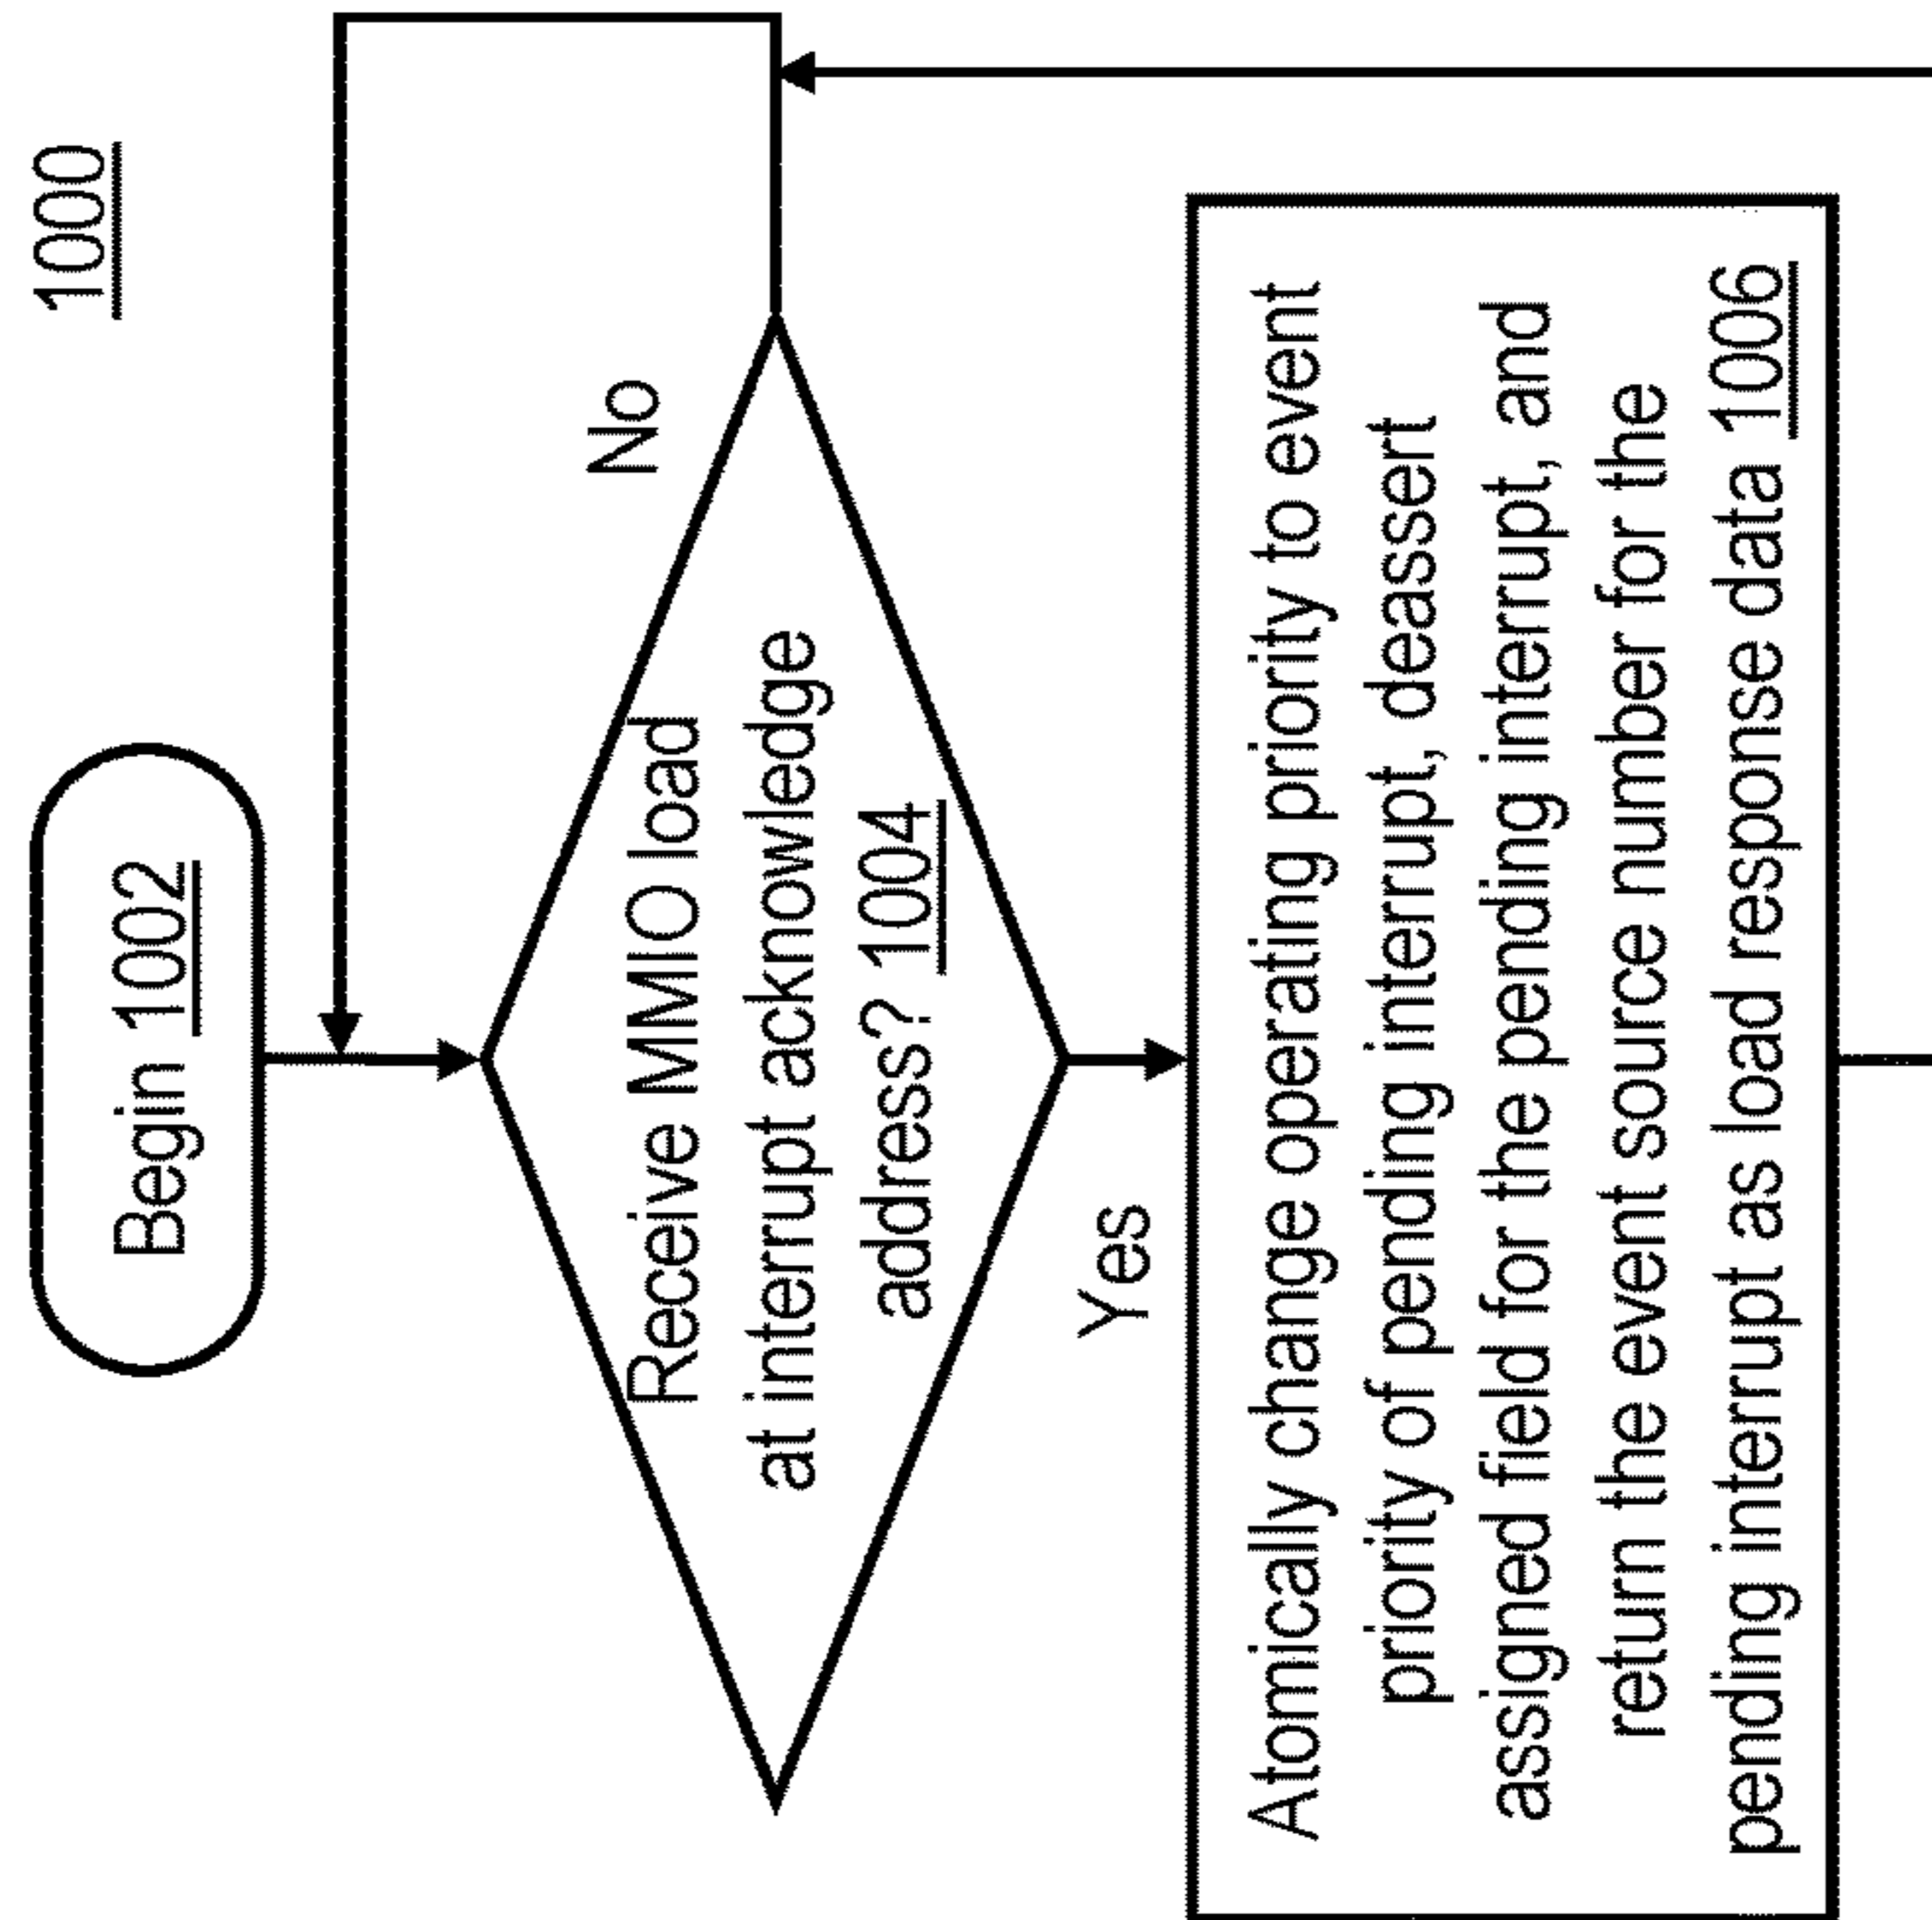 1000
Begin 1002
Receive MMIO load
at interrupt acknowledge
address? 1004
No
Yes
Atomically change operating priority to event
priority of pending interrupt, deassert
assigned field for the pending interrupt, and
return the event source number for the
pending interrupt as load response data 1006